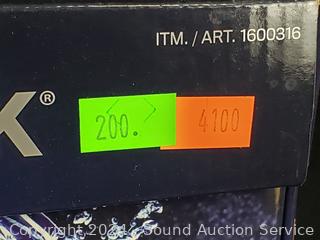 ITM. / ART. 1600316
K®
200. 4100
Copyright 2024 Sound Auction Service